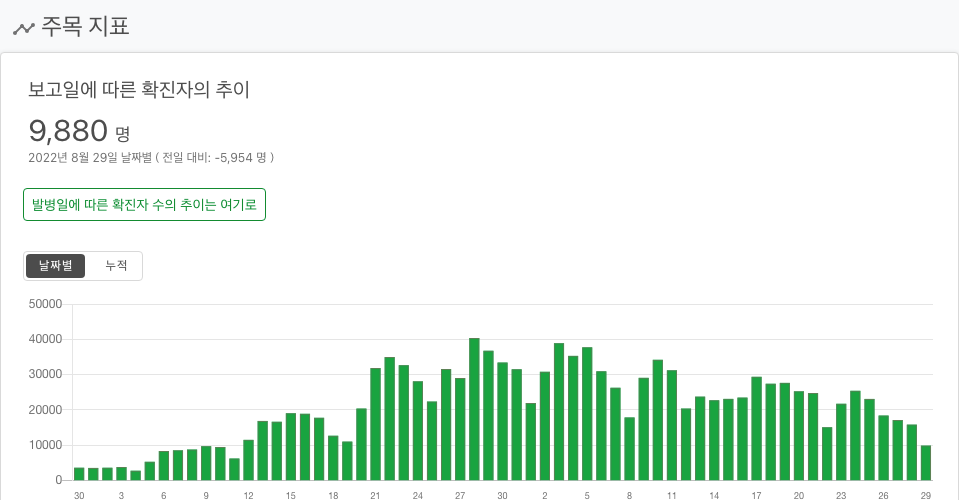 주목 지표
보고일에 따른 확진자의 추이
9,880 명
2022년 8월 29일 날짜별 ( 전일 대비: -5,954 명 )
발병일에 따른 확진자 수의 추이는 여기로
날짜별 누적
50000
40000
30000
20000
10000
0
30 3 6 9 12 15 18 21 24 27 30 2 5 8 11 14 17 20 23 26 29